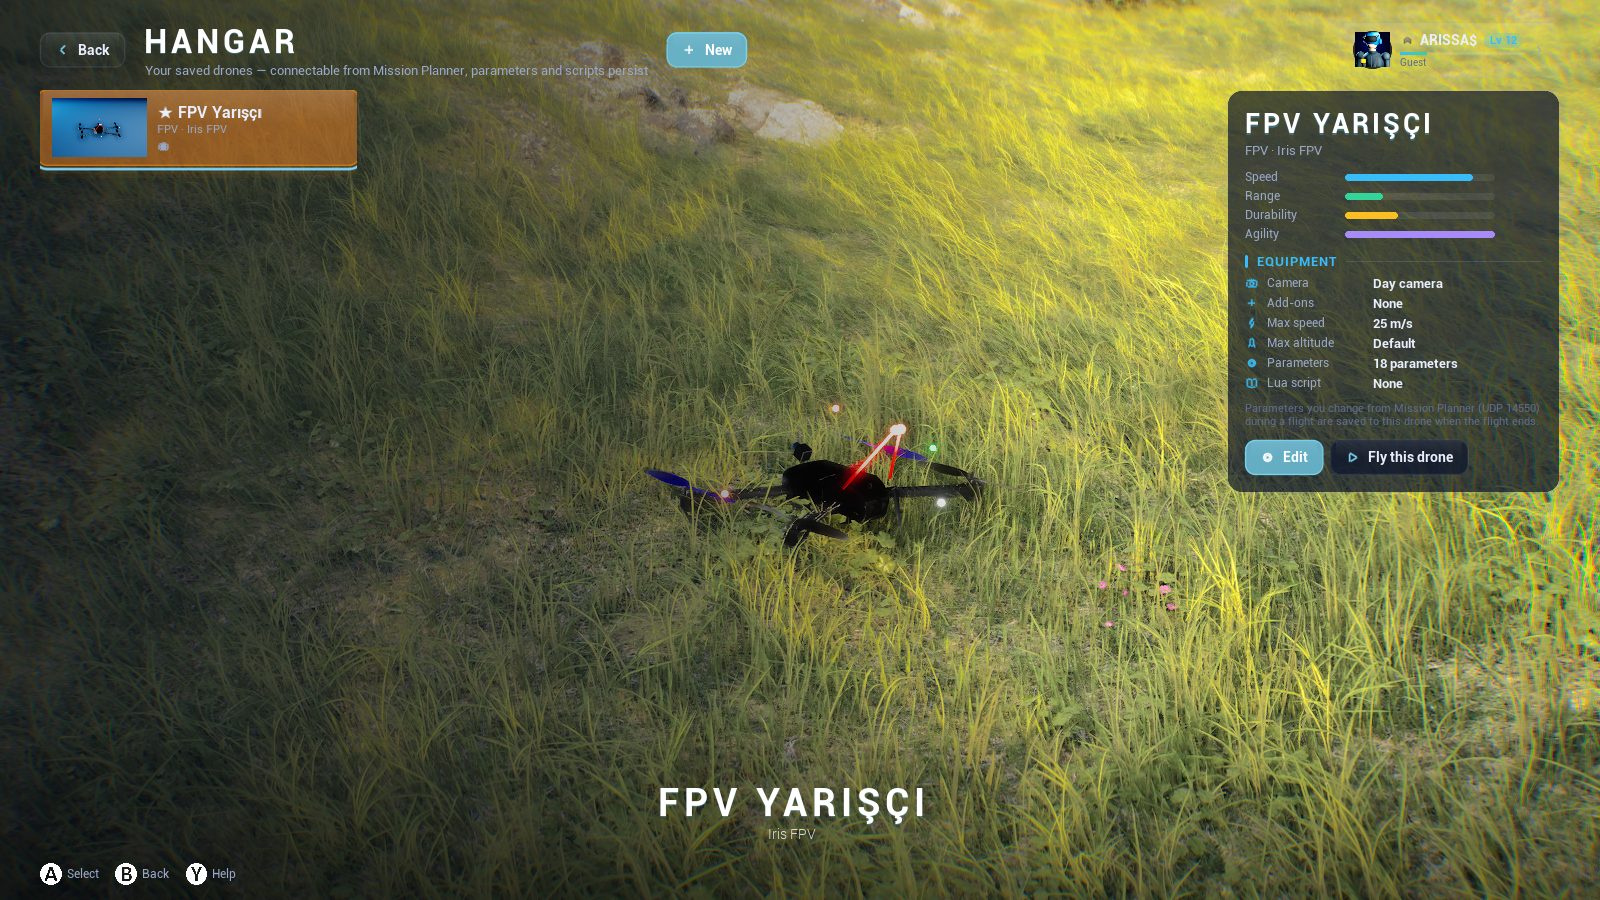 Back
HANGAR
Your saved drones — connectable from Mission Planner, parameters and scripts persist
New
ARISSA$ Lv 12
Guest
★ FPV Yarışçı
FPV · Iris FPV
FPV YARIŞÇI
FPV · Iris FPV
Speed
Range
Durability
Agility
EQUIPMENT
Camera Day camera
Add-ons None
Max speed 25 m/s
Max altitude Default
Parameters 18 parameters
Lua script None
Parameters you change from Mission Planner (UDP 14550)
during a flight are saved to this drone when the flight ends.
Edit Fly this drone
FPV YARIŞÇI
Iris FPV
A Select B Back Y Help